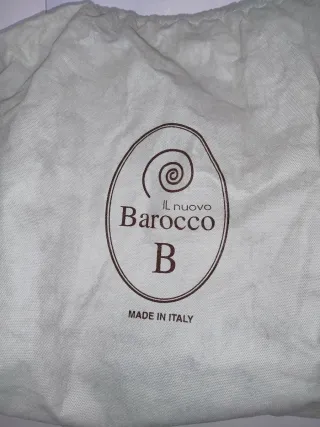 IL nuovo
Barocco
B
MADE IN ITALY